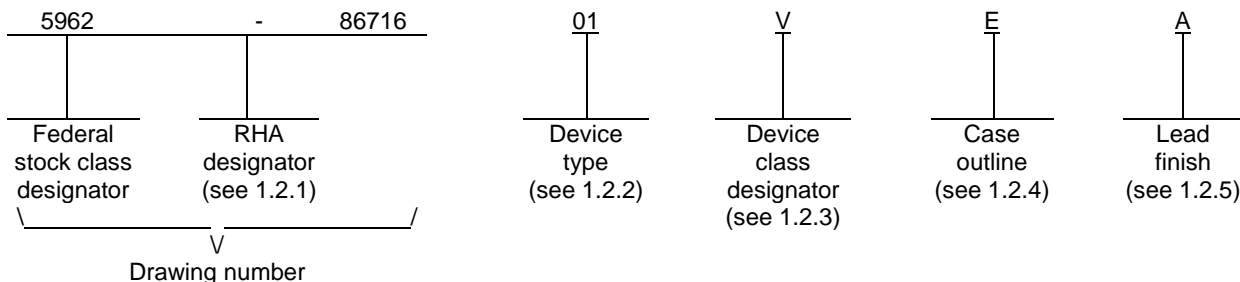 5962 - 86716 01 V E A
Federal stock class designator
RHA designator (see 1.2.1)
Device type (see 1.2.2)
Device class designator (see 1.2.3)
Case outline (see 1.2.4)
Lead finish (see 1.2.5)
Drawing number